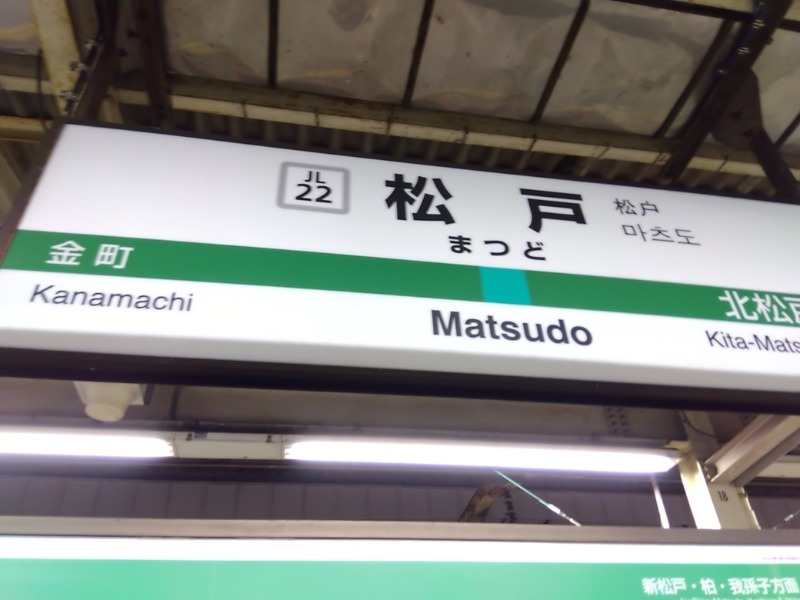 JL
22
松戸
松户
마츠도
まつど
金町
北松戸
Kanamachi
Matsudo
Kita-Mats
18
新松戸・柏・我孫子方面